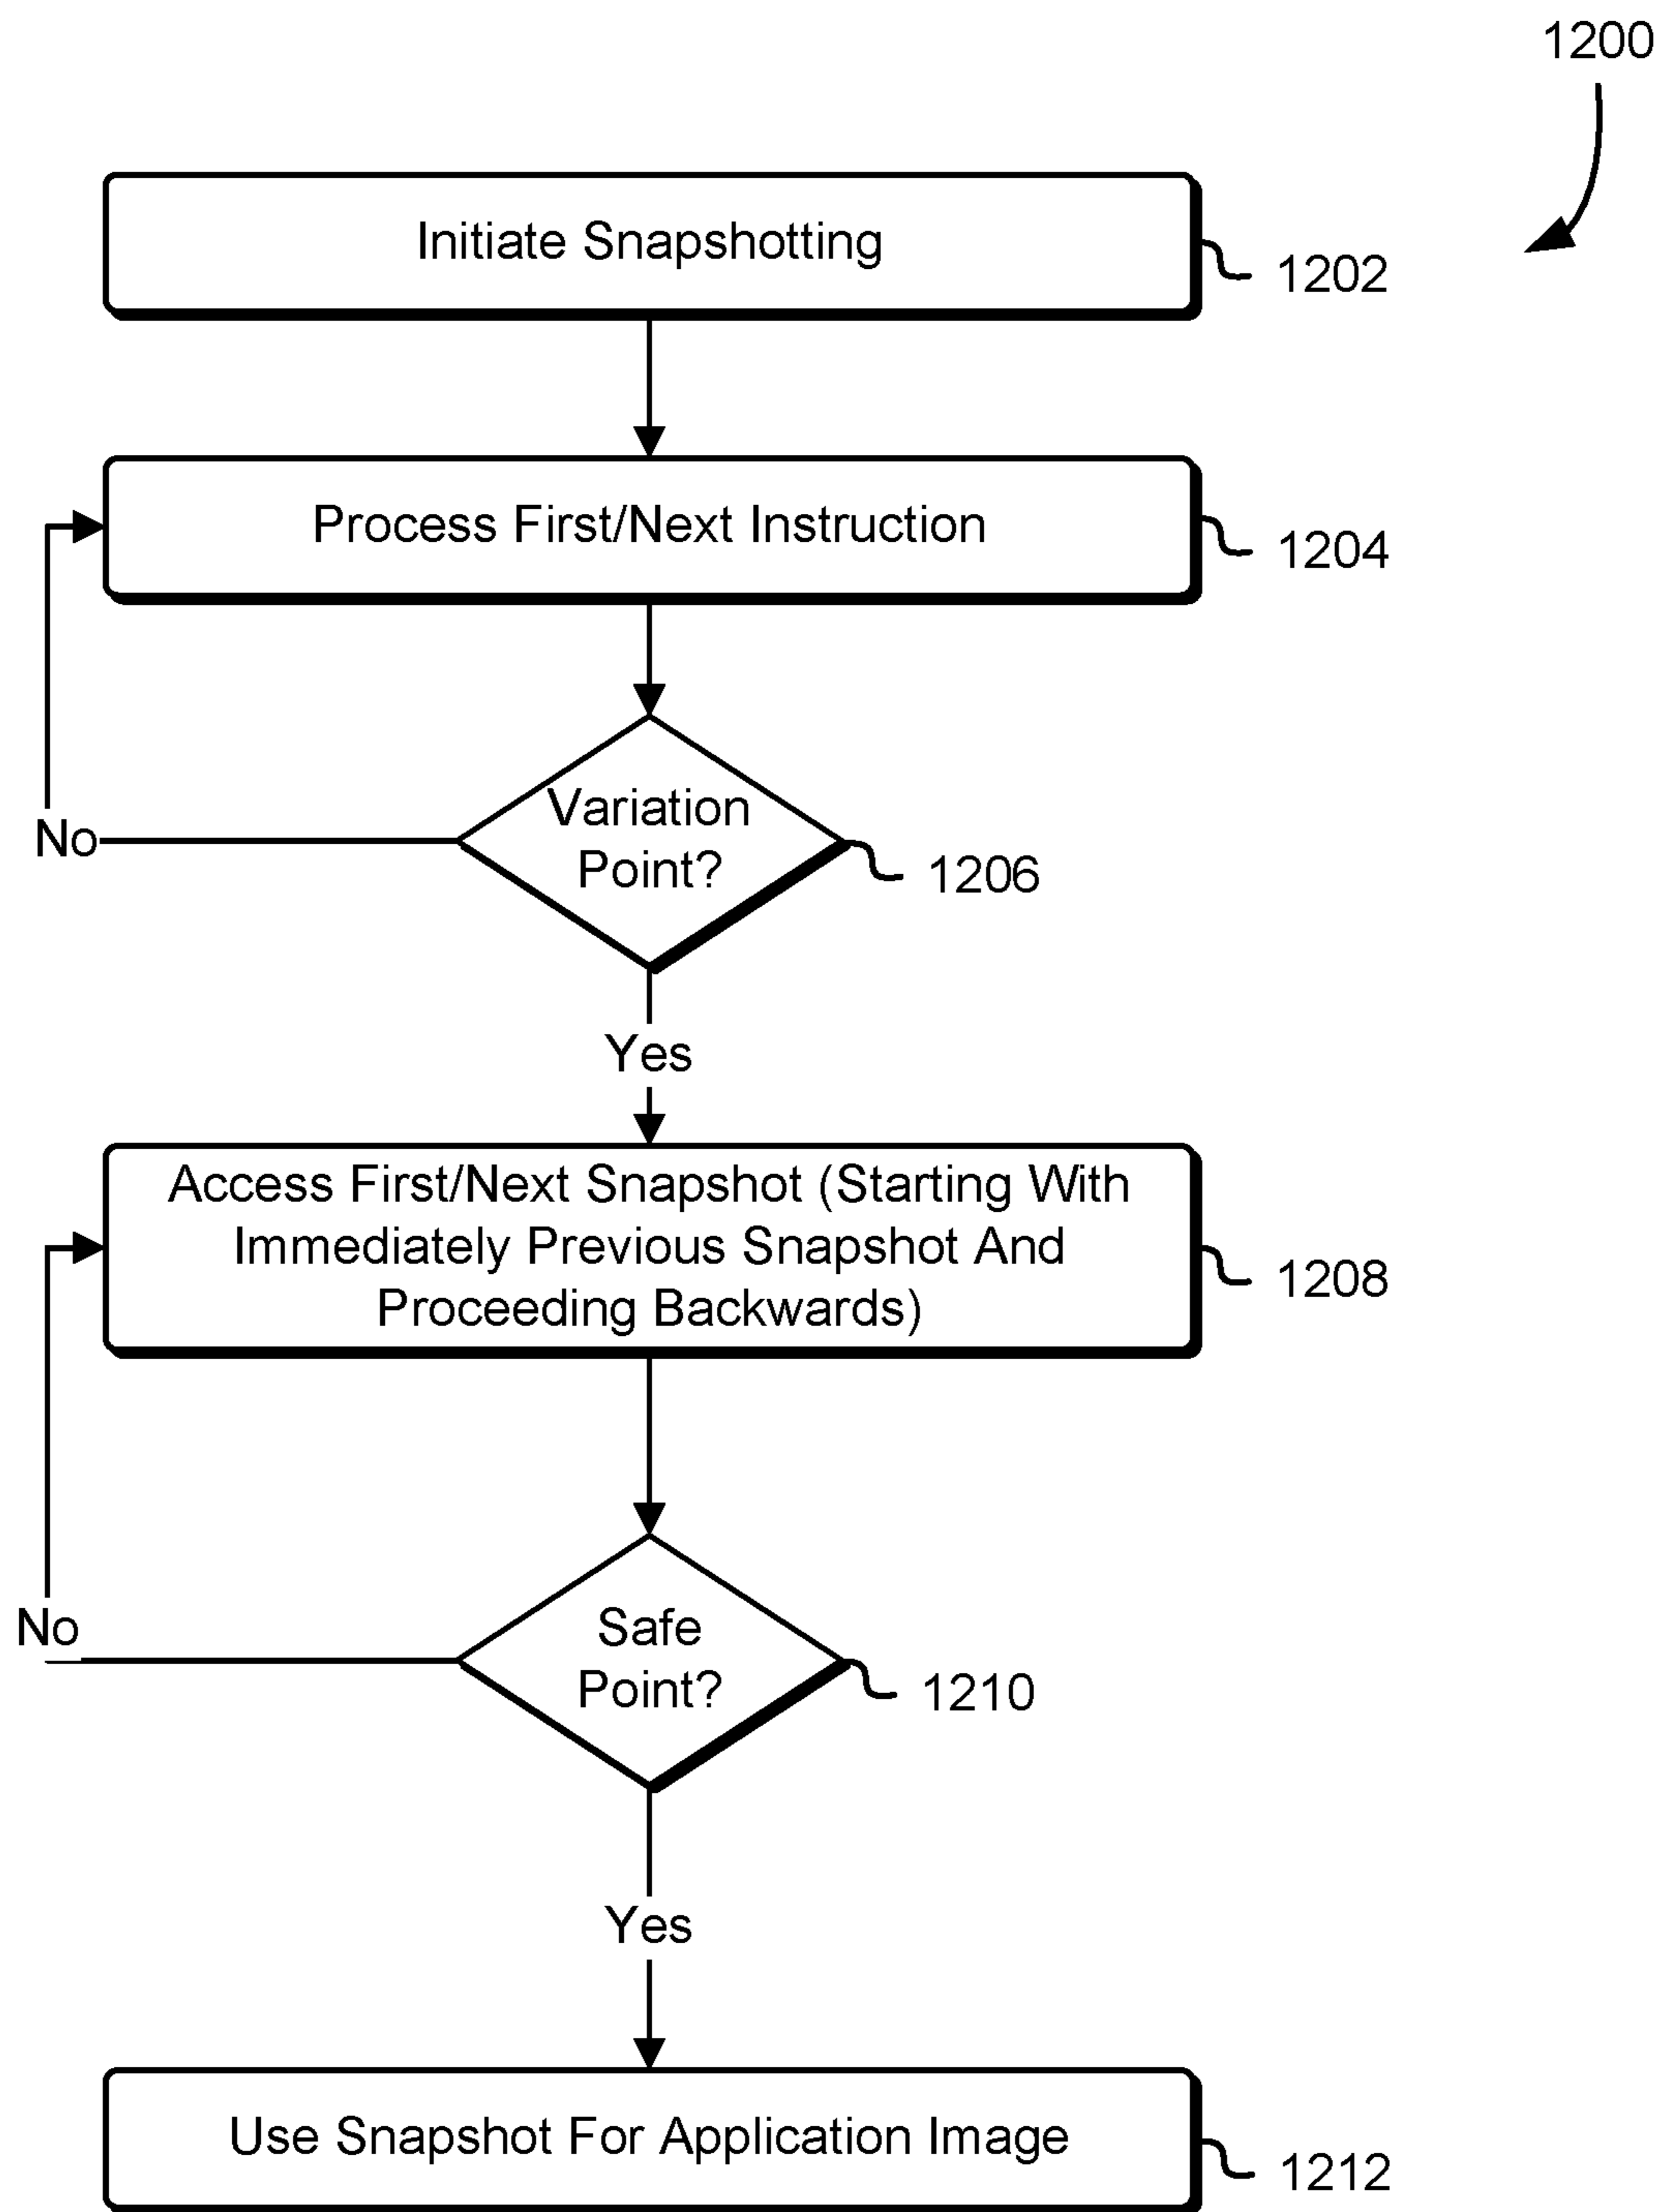 1200
Initiate Snapshotting
1202
Process First/Next Instruction
1204
Variation
Point?
1206
No
Yes
Access First/Next Snapshot (Starting With
Immediately Previous Snapshot And
Proceeding Backwards)
1208
Safe
Point?
1210
No
Yes
Use Snapshot For Application Image
1212